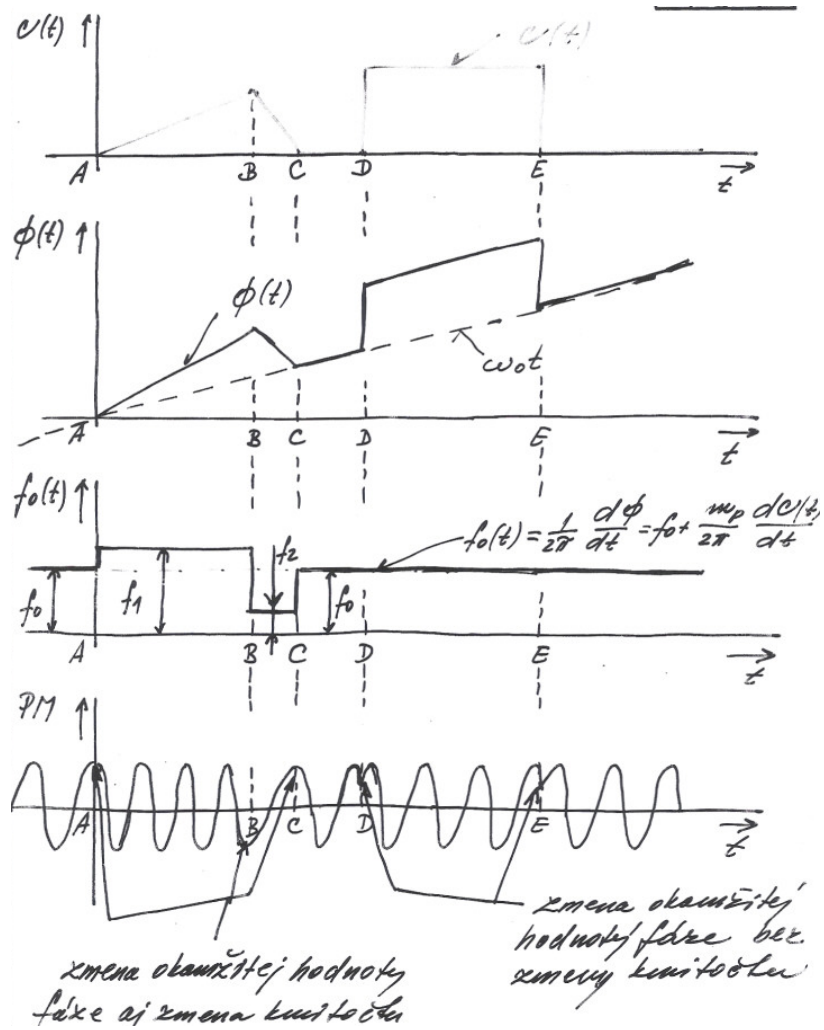 c(t) ↑
c(t)
A B C D E t
ϕ(t) ↑
ϕ(t)
ω₀t
A B C D E t
f₀(t) ↑
f₀(t) = 1/2π dϕ/dt = f₀ + mₚ/2π dc(t)/dt
f₂
f₀ f₁ f₀
A B C D E t
PM ↑
A B C D E t
zmena okamžitej
hodnoty fáze bez
zmeny kmitočtu
zmena okamžitej hodnoty
fáze aj zmena kmitočtu